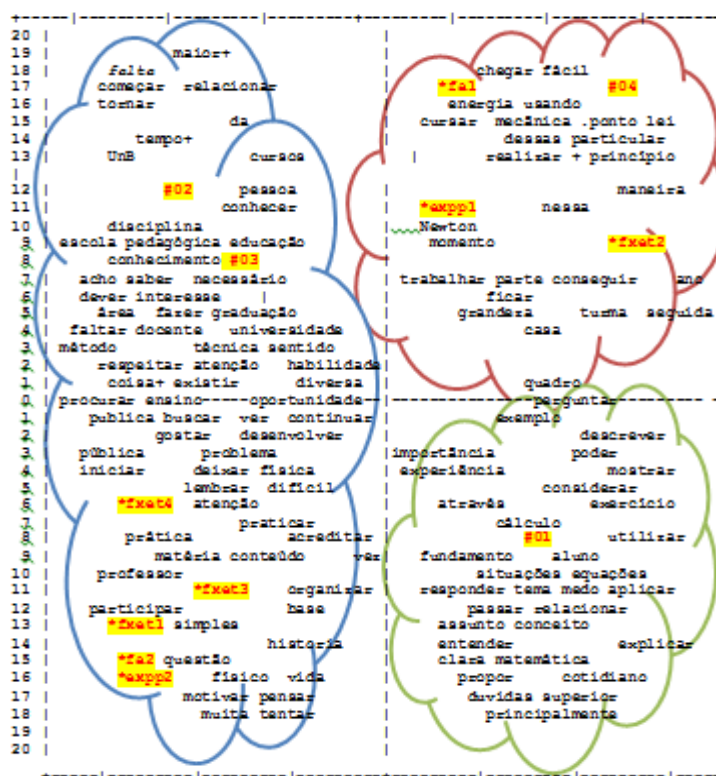 +-----|---------|---------|---------+---------|---------|---------|---
20 | |
19 | maior+ |
18 | falta | chegar fácil
17 | começar relacionar | *fa1 #04
16 | tornar | energia usando
15 | da | cursar mecânica .ponto lei
14 | tempo+ | dessas particular
13 | UnB cursos | | realizar + princípio
|
12 | #02 pessoa | maneira
11 | conhecer | *expp1 nessa
10 | disciplina | Newton
9 | escola pedagógica educação | momento *fxet2
8 | conhecimento #03 |
7 | acho saber necessário | trabalhar parte conseguir ano
6 | dever interesse | | ficar
5 | Área fazer graduação | grandeza turma seguida
4 | faltar docente universidade | casa
3 | método técnica sentido |
2 | respeitar atenção habilidade
1 | coisa+ existir diversa | quadro
0 | procurar ensino------oportunidade--|---------------perguntar
1 | publica buscar ver continuar | exemplo
2 | gostar desenvolver | descrever
3 | pública problema importância poder
4 | iniciar deixar física | experiência mostrar
5 | lembrar difícil | considerar
6 | *fxet4 atenção | através exercício
7 | praticar | cálculo
8 | prática acreditar | #01 utilizar
9 | matéria conteúdo ver fundamento aluno
10 | professor | situações equações
11 | *fxet3 organizar | responder tema medo aplicar
12 | participar base | passar relacionar
13 | *fxet1 simples | assunto conceito
14 | historia | entender explicar
15 | *fa2 questão | clara matemática
16 | *expp2 físico vida | propor cotidiano
17 | motivar pensar | duvidas superior
18 | muita tentar | principalmente
19 | |
20 | |
+-----|---------|---------|---------+---------|---------|---------|---